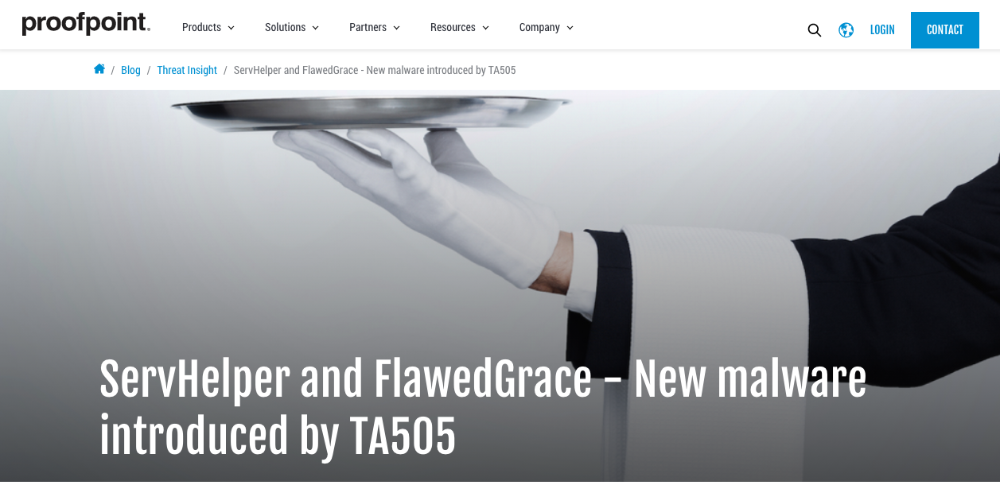 proofpoint®
Products Solutions Partners Resources Company LOGIN CONTACT
/ Blog / Threat Insight / ServHelper and FlawedGrace - New malware introduced by TA505
ServHelper and FlawedGrace - New malware
introduced by TA505